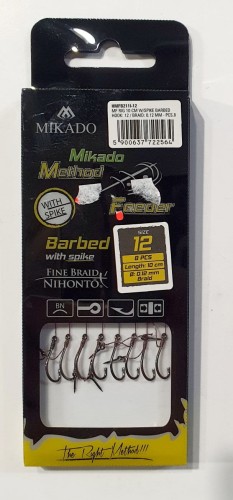 MIKADO
HMFB211I-12
MF RIG 10 CM W/SPIKE BARBED
HOOK: 12 / BRAID: 0.12 MM - PCS.8
5 900637 722564
Mikado
Method
Feeder
WITH
SPIKE
Barbed
with spike
FINE BRAID
NIHONTO
SIZE
12
8 PCS
Length: 10 cm
Ø: 0.12 mm
Braid
BN
The Right Method!!!